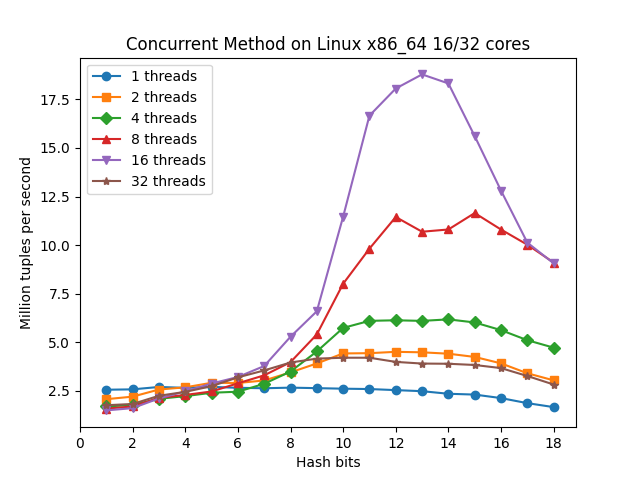 Concurrent Method on Linux x86_64 16/32 cores
1 threads
2 threads
4 threads
8 threads
16 threads
32 threads
Million tuples per second
17.5
15.0
12.5
10.0
7.5
5.0
2.5
0 2 4 6 8 10 12 14 16 18
Hash bits